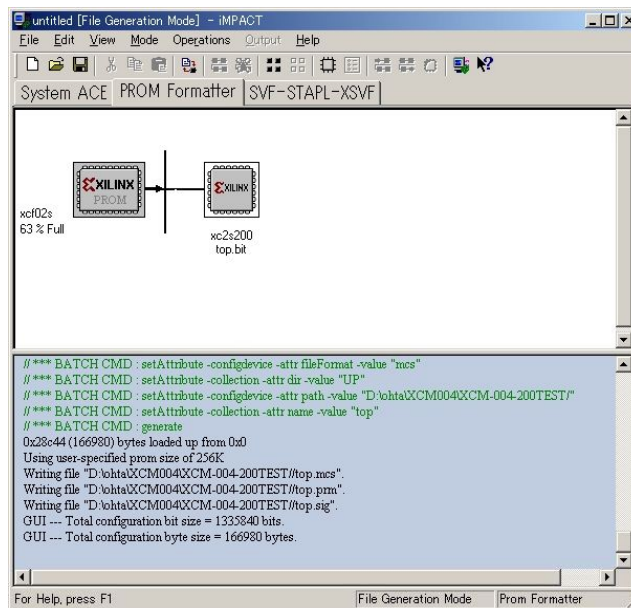 untitled [File Generation Mode] - iMPACT
File Edit View Mode Operations Output Help
System ACE PROM Formatter SVF-STAPL-XSVF
XILINX
PROM
XILINX
xcf02s
63 % Full
xc2s200
top.bit
// *** BATCH CMD : setAttribute -configdevice -attr fileFormat -value "mcs"
// *** BATCH CMD : setAttribute -collection -attr dir -value "UP"
// *** BATCH CMD : setAttribute -configdevice -attr path -value "D:\ohta\XCM004\XCM-004-200TEST/"
// *** BATCH CMD : setAttribute -collection -attr name -value "top"
// *** BATCH CMD : generate
0x28c44 (166980) bytes loaded up from 0x0
Using user-specified prom size of 256K
Writing file "D:\ohta\XCM004\XCM-004-200TEST//top.mcs".
Writing file "D:\ohta\XCM004\XCM-004-200TEST//top.prm".
Writing file "D:\ohta\XCM004\XCM-004-200TEST//top.sig".
GUI --- Total configuration bit size = 1335840 bits.
GUI --- Total configuration byte size = 166980 bytes.
For Help, press F1
File Generation Mode
Prom Formatter